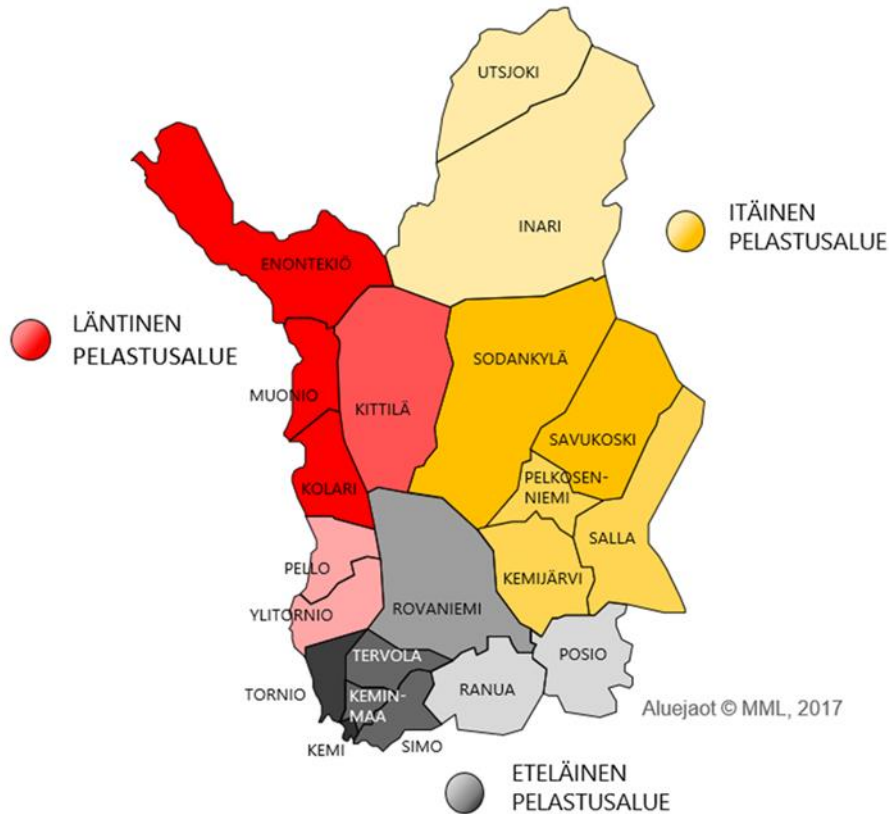 UTSJOKI
INARI
ITÄINEN
PELASTUSALUE
ENONTEKIÖ
LÄNTINEN
PELASTUSALUE
SODANKYLÄ
MUONIO
KITTILÄ
SAVUKOSKI
KOLARI
PELKOSEN-
NIEMI
SALLA
PELLO
KEMIJÄRVI
YLITORNIO
ROVANIEMI
TERVOLA
POSIO
TORNIO
KEMIN-
MAA
RANUA
Aluejaot © MML, 2017
KEMI
SIMO
ETELÄINEN
PELASTUSALUE